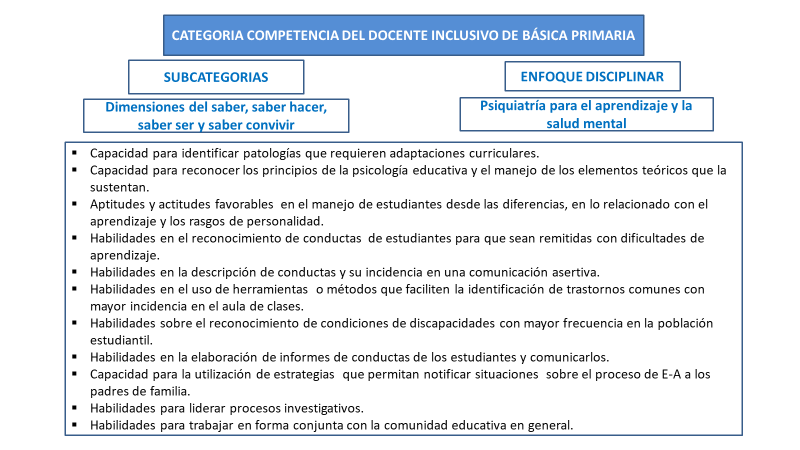 CATEGORIA COMPETENCIA DEL DOCENTE INCLUSIVO DE BÁSICA PRIMARIA
SUBCATEGORIAS
ENFOQUE DISCIPLINAR
Dimensiones del saber, saber hacer,
saber ser y saber convivir
Psiquiatría para el aprendizaje y la
salud mental
▪ Capacidad para identificar patologías que requieren adaptaciones curriculares.
▪ Capacidad para reconocer los principios de la psicología educativa y el manejo de los elementos teóricos que la
sustentan.
▪ Aptitudes y actitudes favorables en el manejo de estudiantes desde las diferencias, en lo relacionado con el
aprendizaje y los rasgos de personalidad.
▪ Habilidades en el reconocimiento de conductas de estudiantes para que sean remitidas con dificultades de
aprendizaje.
▪ Habilidades en la descripción de conductas y su incidencia en una comunicación asertiva.
▪ Habilidades en el uso de herramientas o métodos que faciliten la identificación de trastornos comunes con
mayor incidencia en el aula de clases.
▪ Habilidades sobre el reconocimiento de condiciones de discapacidades con mayor frecuencia en la población
estudiantil.
▪ Habilidades en la elaboración de informes de conductas de los estudiantes y comunicarlos.
▪ Capacidad para la utilización de estrategias que permitan notificar situaciones sobre el proceso de E-A a los
padres de familia.
▪ Habilidades para liderar procesos investigativos.
▪ Habilidades para trabajar en forma conjunta con la comunidad educativa en general.